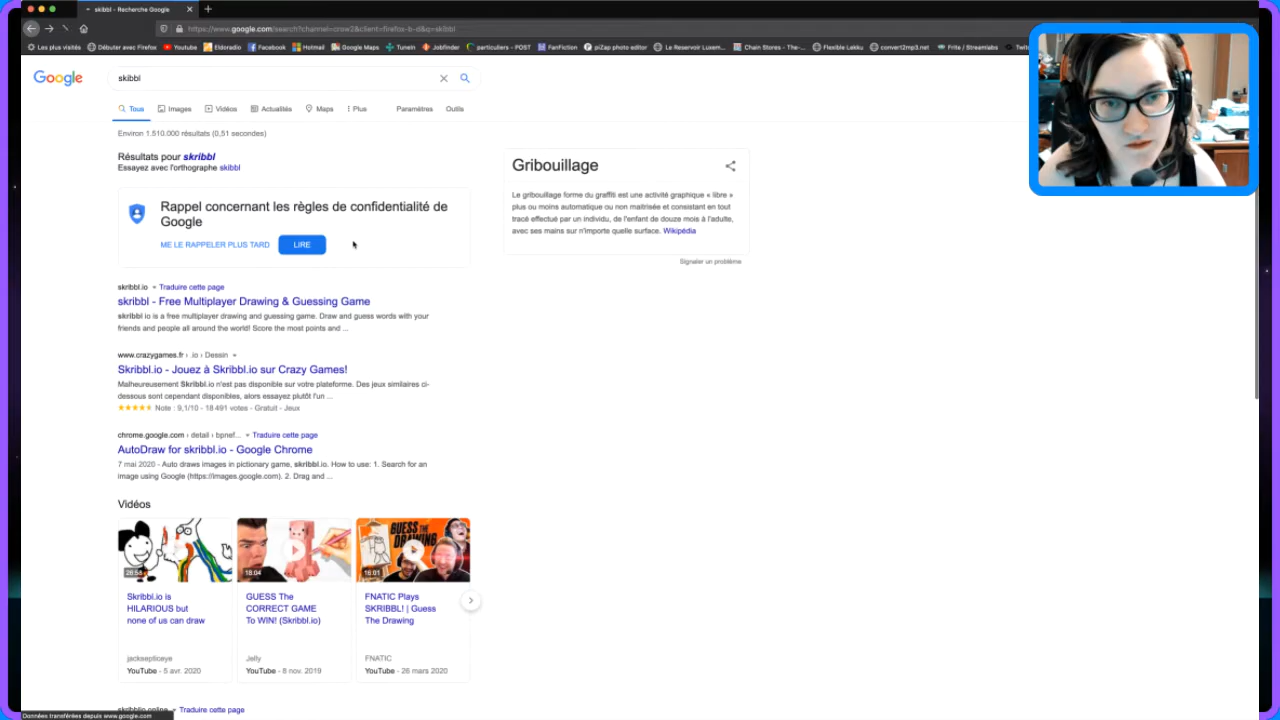 skibbl - Recherche Google
https://www.google.com/search?channel=crow2&client=firefox-b-d&q=skibbl
Les plus visités
Débuter avec Firefox
Youtube
Eldoradio
Facebook
Hotmail
Google Maps
TuneIn
Jobfinder
particuliers - POST
FanFiction
piZap photo editor
Le Reservoir Luxem...
Chain Stores - The-...
Flexible Lekku
convert2mp3.net
Frite / Streamlabs
Google
skibbl
Tous
Images
Vidéos
Actualités
Maps
Plus
Paramètres
Outils
Environ 1.510.000 résultats (0,51 secondes)
Résultats pour skribbl
Essayez avec l'orthographe skibbl
Rappel concernant les règles de confidentialité de
Google
ME LE RAPPELER PLUS TARD
LIRE
skribbl.io
Traduire cette page
skribbl - Free Multiplayer Drawing & Guessing Game
skribbl io is a free multiplayer drawing and guessing game. Draw and guess words with your
friends and people all around the world! Score the most points and ...
www.crazygames.fr › .io › Dessin
Skribbl.io - Jouez à Skribbl.io sur Crazy Games!
Malheureusement Skribbl.io n'est pas disponible sur votre plateforme. Des jeux similaires ci-
dessous sont cependant disponibles, alors essayez plutôt l'un ...
Note : 9,1/10 - 18 491 votes - Gratuit - Jeux
chrome.google.com › detail › bpnef...
Traduire cette page
AutoDraw for skribbl.io - Google Chrome
7 mai 2020 - Auto draws images in pictionary game, skribbl.io. How to use: 1. Search for an
image using Google (https://images.google.com). 2. Drag and ...
Vidéos
18:04
GUESS THE
DRAWING
16:01
Skribbl.io is
HILARIOUS but
none of us can draw
jacksepticeye
YouTube - 5 avr. 2020
GUESS The
CORRECT GAME
To WIN! (Skribbl.io)
Jelly
YouTube - 8 nov. 2019
FNATIC Plays
SKRIBBL! | Guess
The Drawing
FNATIC
YouTube - 26 mars 2020
Traduire cette page
Gribouillage
Le gribouillage forme du graffiti est une activité graphique « libre »
plus ou moins automatique ou non maîtrisée et consistant en tout
tracé effectué par un individu, de l'enfant de douze mois à l'adulte,
avec ses mains sur n'importe quelle surface. Wikipédia
Signaler un problème
Données transférées depuis www.google.com